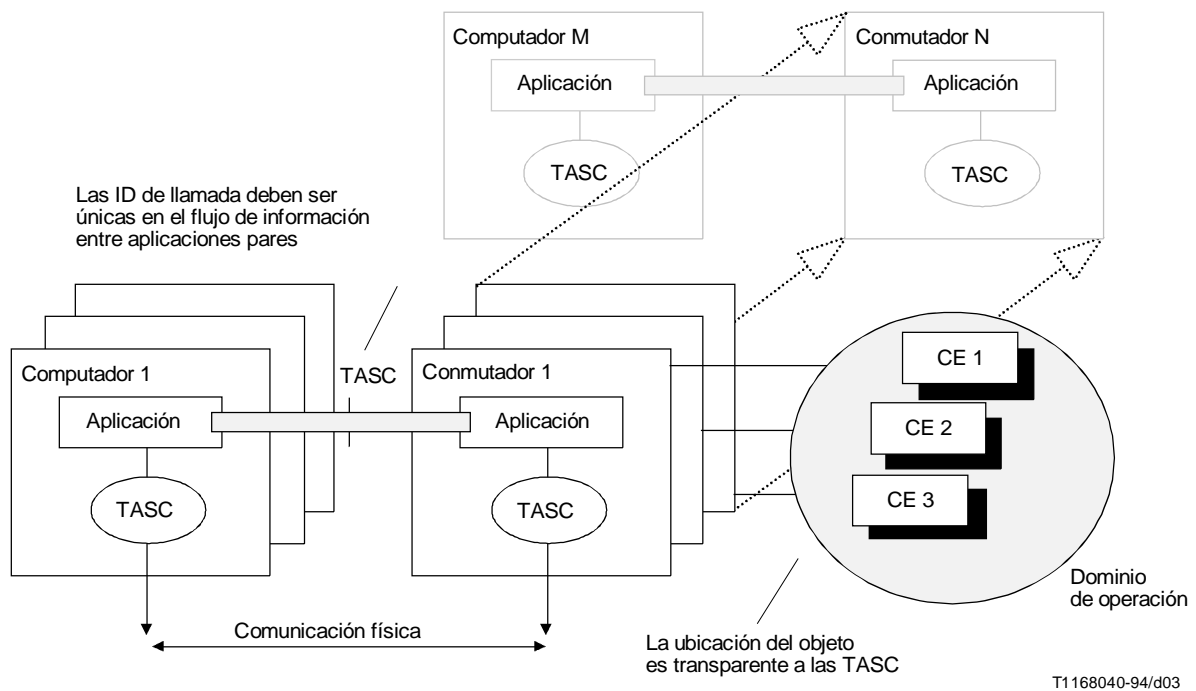 Computador M
Aplicación
TASC
Conmutador N
Aplicación
TASC
Las ID de llamada deben ser
únicas en el flujo de información
entre aplicaciones pares
Computador 1
Aplicación
TASC
TASC
Conmutador 1
Aplicación
TASC
CE 1
CE 2
CE 3
Comunicación física
Dominio
de operación
La ubicación del objeto
es transparente a las TASC
T1168040-94/d03